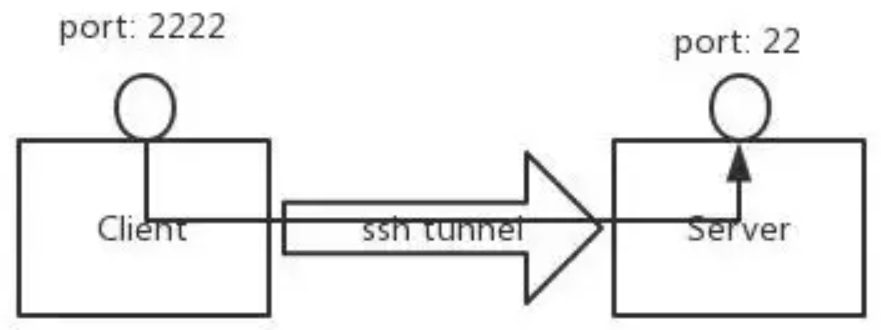 port: 2222
port: 22
Client
ssh tunnel
Server